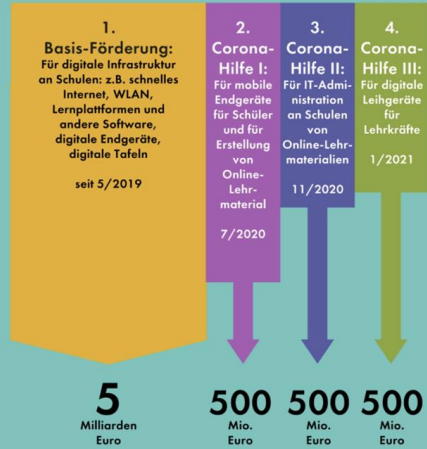 1.
Basis-Förderung:
Für digitale Infrastruktur
an Schulen: z.B. schnelles
Internet, WLAN,
Lernplattformen und
andere Software,
digitale Endgeräte,
digitale Tafeln
seit 5/2019
2.
Corona-
Hilfe I:
Für mobile
Endgeräte
für Schüler
und für
Erstellung
von
Online-
Lehr-
material
7/2020
3.
Corona-
Hilfe II:
Für IT-Admi-
nistration
an Schulen
von
Online-Lehr-
materialien
11/2020
4.
Corona-
Hilfe III:
Für digitale
Leihgeräte
für
Lehrkräfte
1/2021
5
Milliarden
Euro
500
Mio.
Euro
500
Mio.
Euro
500
Mio.
Euro